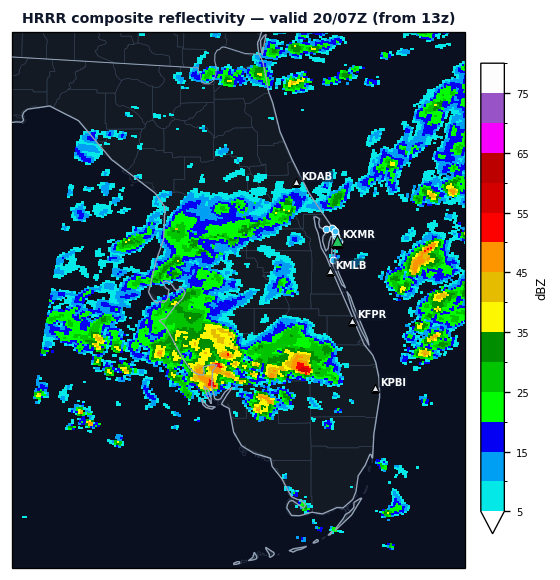 HRRR composite reflectivity — valid 20/07Z (from 13z)
KDAB
KXMR
KMLB
KFPR
KPBI
75
65
55
45
35
25
15
5
dBZ